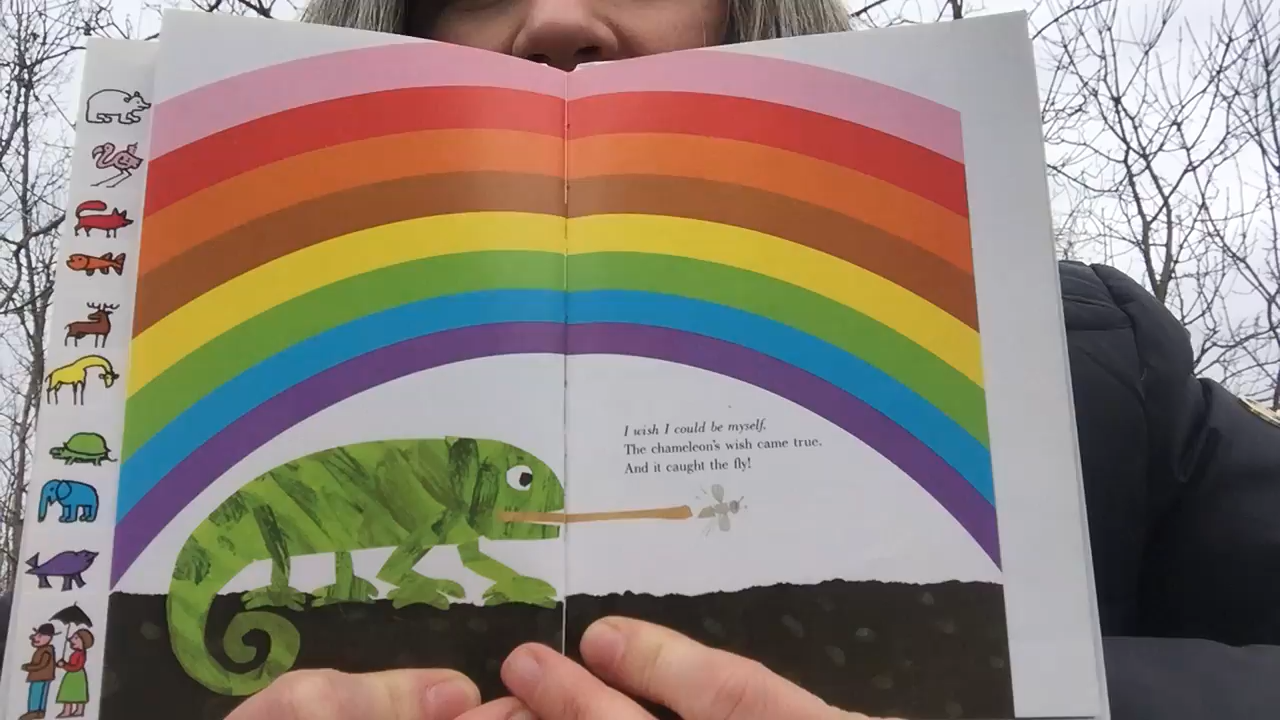 I wish I could be myself.
The chameleon's wish came true.
And it caught the fly!